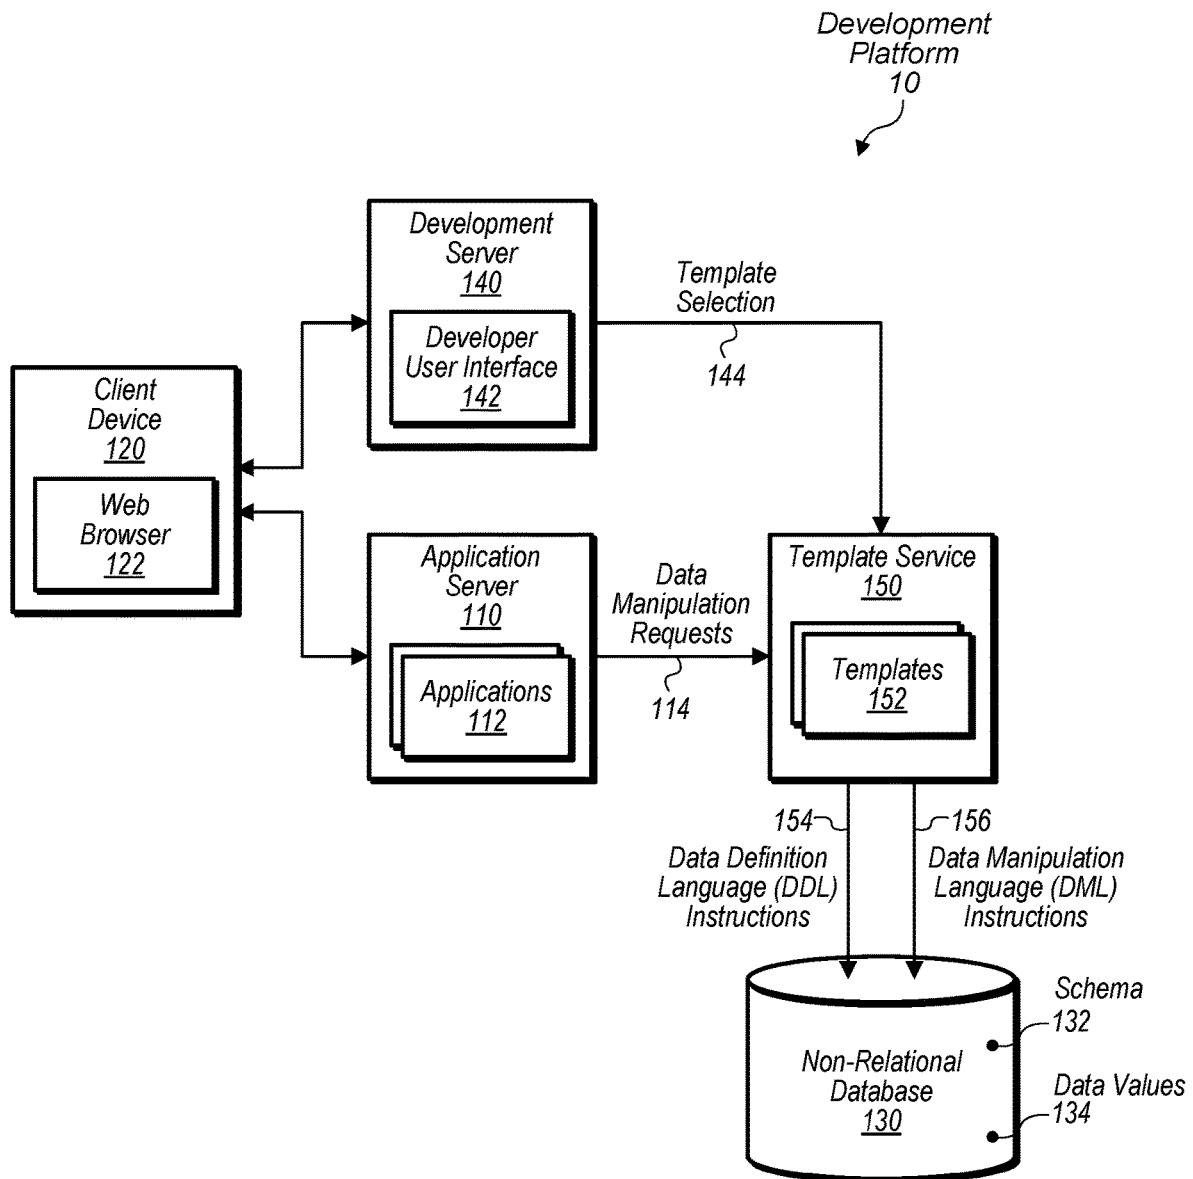 Development
Platform
10
Development
Server
140
Developer
User Interface
142
Template
Selection
144
Client
Device
120
Web
Browser
122
Application
Server
110
Applications
112
Data
Manipulation
Requests
114
Template Service
150
Templates
152
154
Data Definition
Language (DDL)
Instructions
156
Data Manipulation
Language (DML)
Instructions
Non-Relational
Database
130
Schema
132
Data Values
134